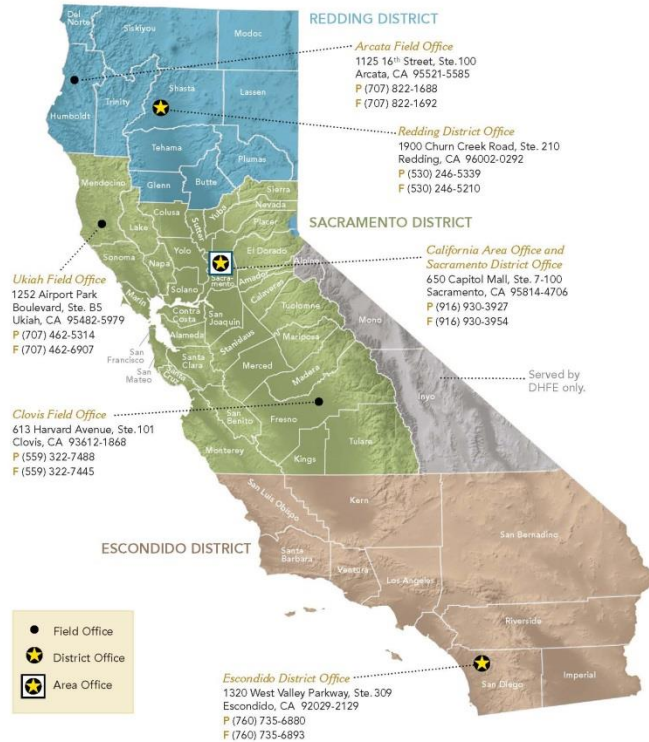 REDDING DISTRICT
Del
Norte
Siskiyou
Modoc
Humboldt
Trinity
Shasta
Lassen
Tehama
Plumas
Glenn
Butte
Arcata Field Office
1125 16th Street, Ste.100
Arcata, CA 95521-5585
P (707) 822-1688
F (707) 822-1692
Redding District Office
1900 Churn Creek Road, Ste. 210
Redding, CA 96002-0292
P (530) 246-5339
F (530) 246-5210
SACRAMENTO DISTRICT
Mendocino
Lake
Colusa
Sutter
Yuba
Sierra
Nevada
Placer
El Dorado
Alpine
Sonoma
Napa
Yolo
Sacra-
mento
Amador
Solano
Calaveras
Marin
Contra
Costa
San
Joaquin
Tuolumne
Mono
Alameda
Stanislaus
Mariposa
San
Francisco
San
Mateo
Santa
Clara
Santa
Cruz
Merced
Madera
Inyo
San
Benito
Fresno
Monterey
Kings
Tulare
California Area Office and
Sacramento District Office
650 Capitol Mall, Ste. 7-100
Sacramento, CA 95814-4706
P (916) 930-3927
F (916) 930-3954
Ukiah Field Office
1252 Airport Park
Boulevard, Ste. B5
Ukiah, CA 95482-5979
P (707) 462-5314
F (707) 462-6907
Served by
DHFE only.
Clovis Field Office
613 Harvard Avenue, Ste.101
Clovis, CA 93612-1868
P (559) 322-7488
F (559) 322-7445
ESCONDIDO DISTRICT
San Luis Obispo
Kern
San Bernadino
Santa
Barbara
Ventura
Los Angeles
Riverside
San Diego
Imperial
Field Office
District Office
Area Office
Escondido District Office
1320 West Valley Parkway, Ste. 309
Escondido, CA 92029-2129
P (760) 735-6880
F (760) 735-6893